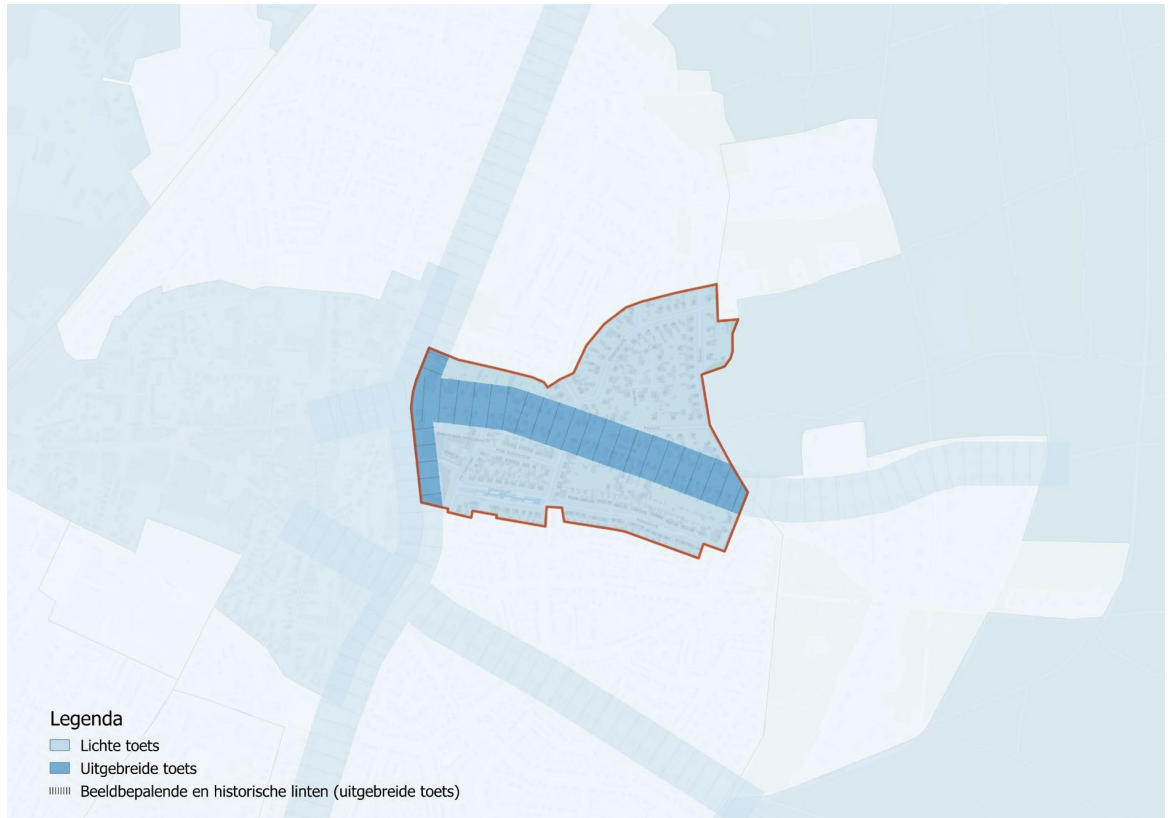 Legenda
Lichte toets
Uitgebreide toets
Beeldbepalende en historische linten (uitgebreide toets)